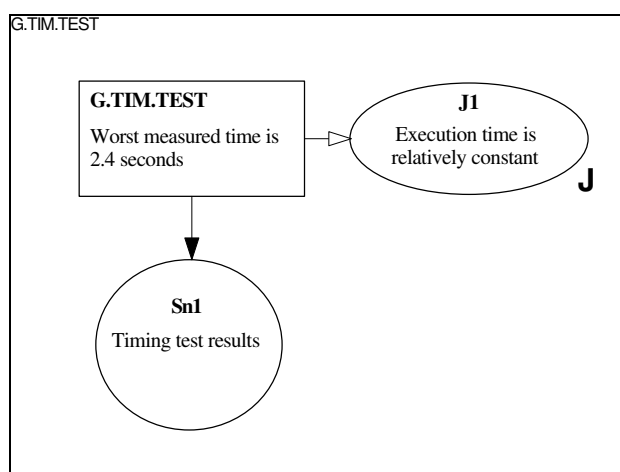 G.TIM.TEST
G.TIM.TEST
Worst measured time is
2.4 seconds
J1
Execution time is
relatively constant
J
Sn1
Timing test results